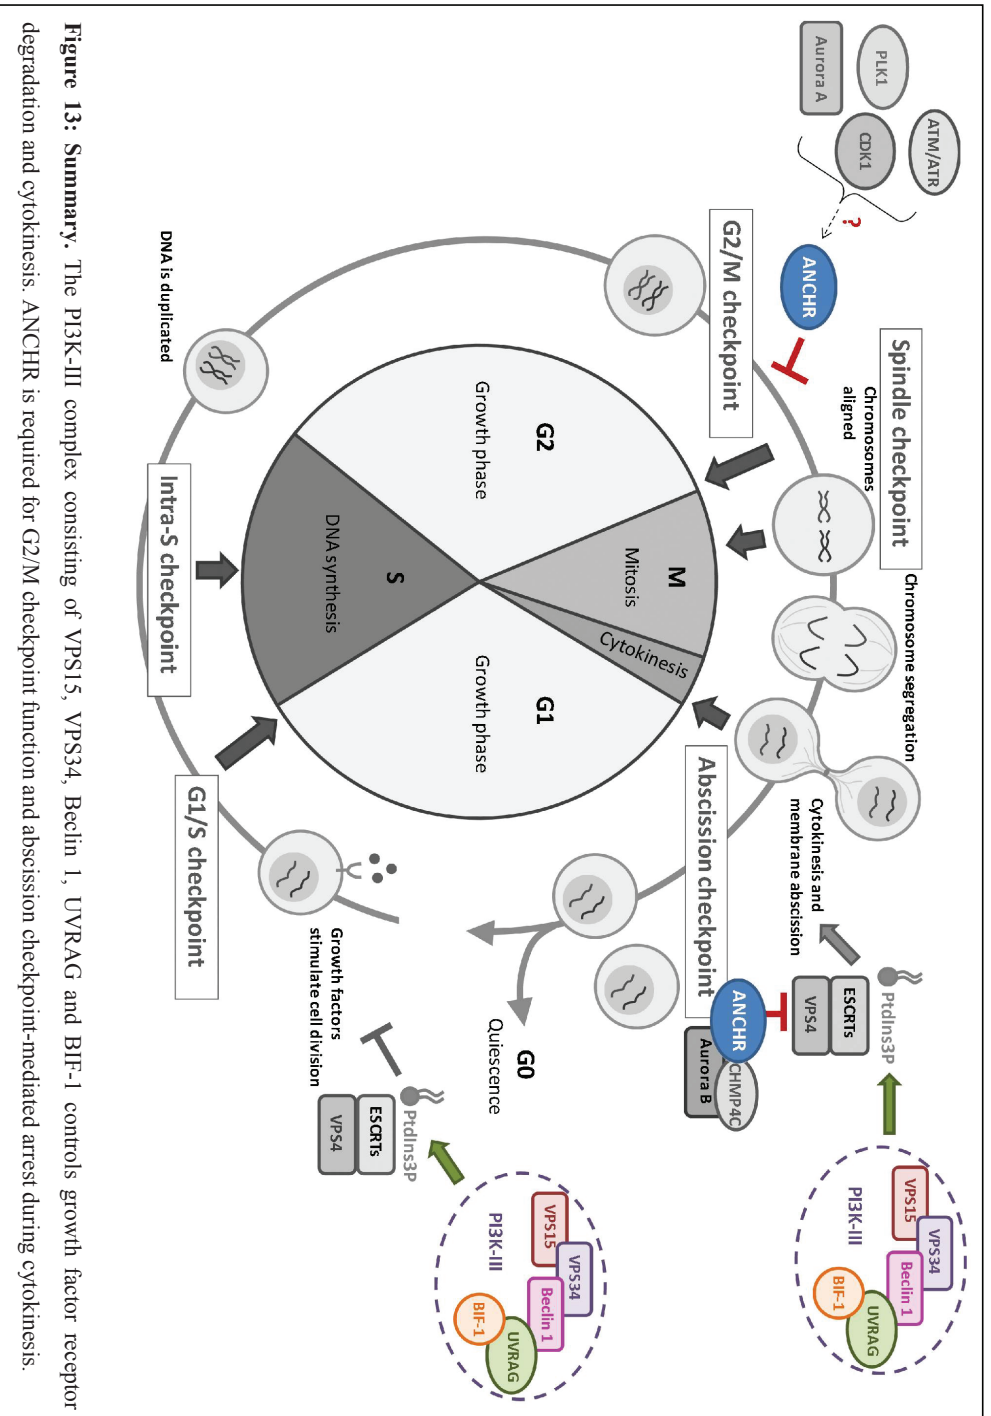 PLK1
ATM/ATR
Aurora A
CDK1
?
ANCHR
G2/M checkpoint
Spindle checkpoint
Chromosomes
aligned
Chromosome segregation
Cytokinesis and
membrane abscission
PtdIns3P
ESCRTs
VPS4
PI3K-III
VPS15
VPS34
Beclin 1
UVRAG
BIF-1
Abscission checkpoint
ANCHR
CHMP4C
Aurora B
G2
Growth phase
M
Mitosis
Cytokinesis
G1
Growth phase
S
DNA synthesis
G0
Quiescence
DNA is duplicated
Intra-S checkpoint
G1/S checkpoint
Growth factors
stimulate cell division
PtdIns3P
ESCRTs
VPS4
PI3K-III
VPS15
VPS34
Beclin 1
UVRAG
BIF-1
Figure 13: Summary. The PI3K-III complex consisting of VPS15, VPS34, Beclin 1, UVRAG and BIF-1 controls growth factor receptor
degradation and cytokinesis. ANCHR is required for G2/M checkpoint function and abscission checkpoint-mediated arrest during cytokinesis.